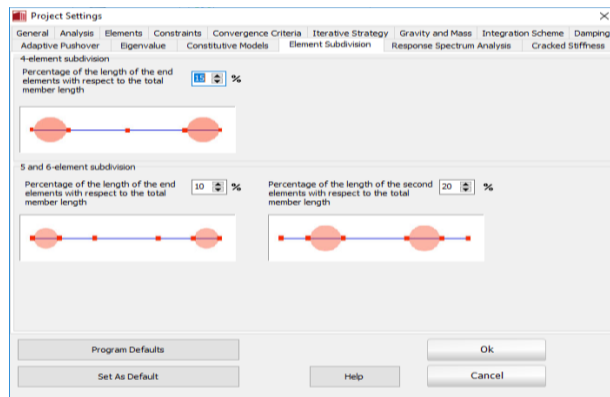 Project Settings
General Analysis Elements Constraints Convergence Criteria Iterative Strategy Gravity and Mass Integration Scheme Damping
Adaptive Pushover Eigenvalue Constitutive Models Element Subdivision Response Spectrum Analysis Cracked Stiffness
4-element subdivision
Percentage of the length of the end
elements with respect to the total
member length
15 %
5 and 6-element subdivision
Percentage of the length of the end
elements with respect to the total
member length
10 %
Percentage of the length of the second
elements with respect to the total
member length
20 %
Program Defaults
Ok
Set As Default
Help
Cancel